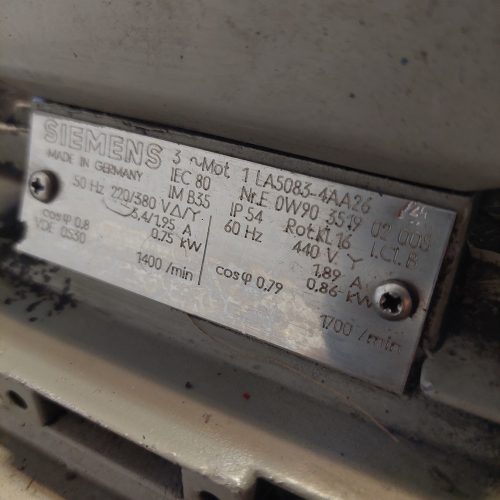 SIEMENS 3 ~Mot 1 LA5083-4AA26
MADE IN GERMANY IEC 80 Nr.E 0W90 3519 02 008
50 Hz 220/380 V Δ/Y IM B35 IP 54 Rot.Kl.16 I.Cl.B
3,4/1.95 A 60 Hz 440 V Y
cosφ 0.8 0.75 kW 1.89 A
VDE 0530 0.86 kW
1400 /min cosφ 0.79
1700 /min